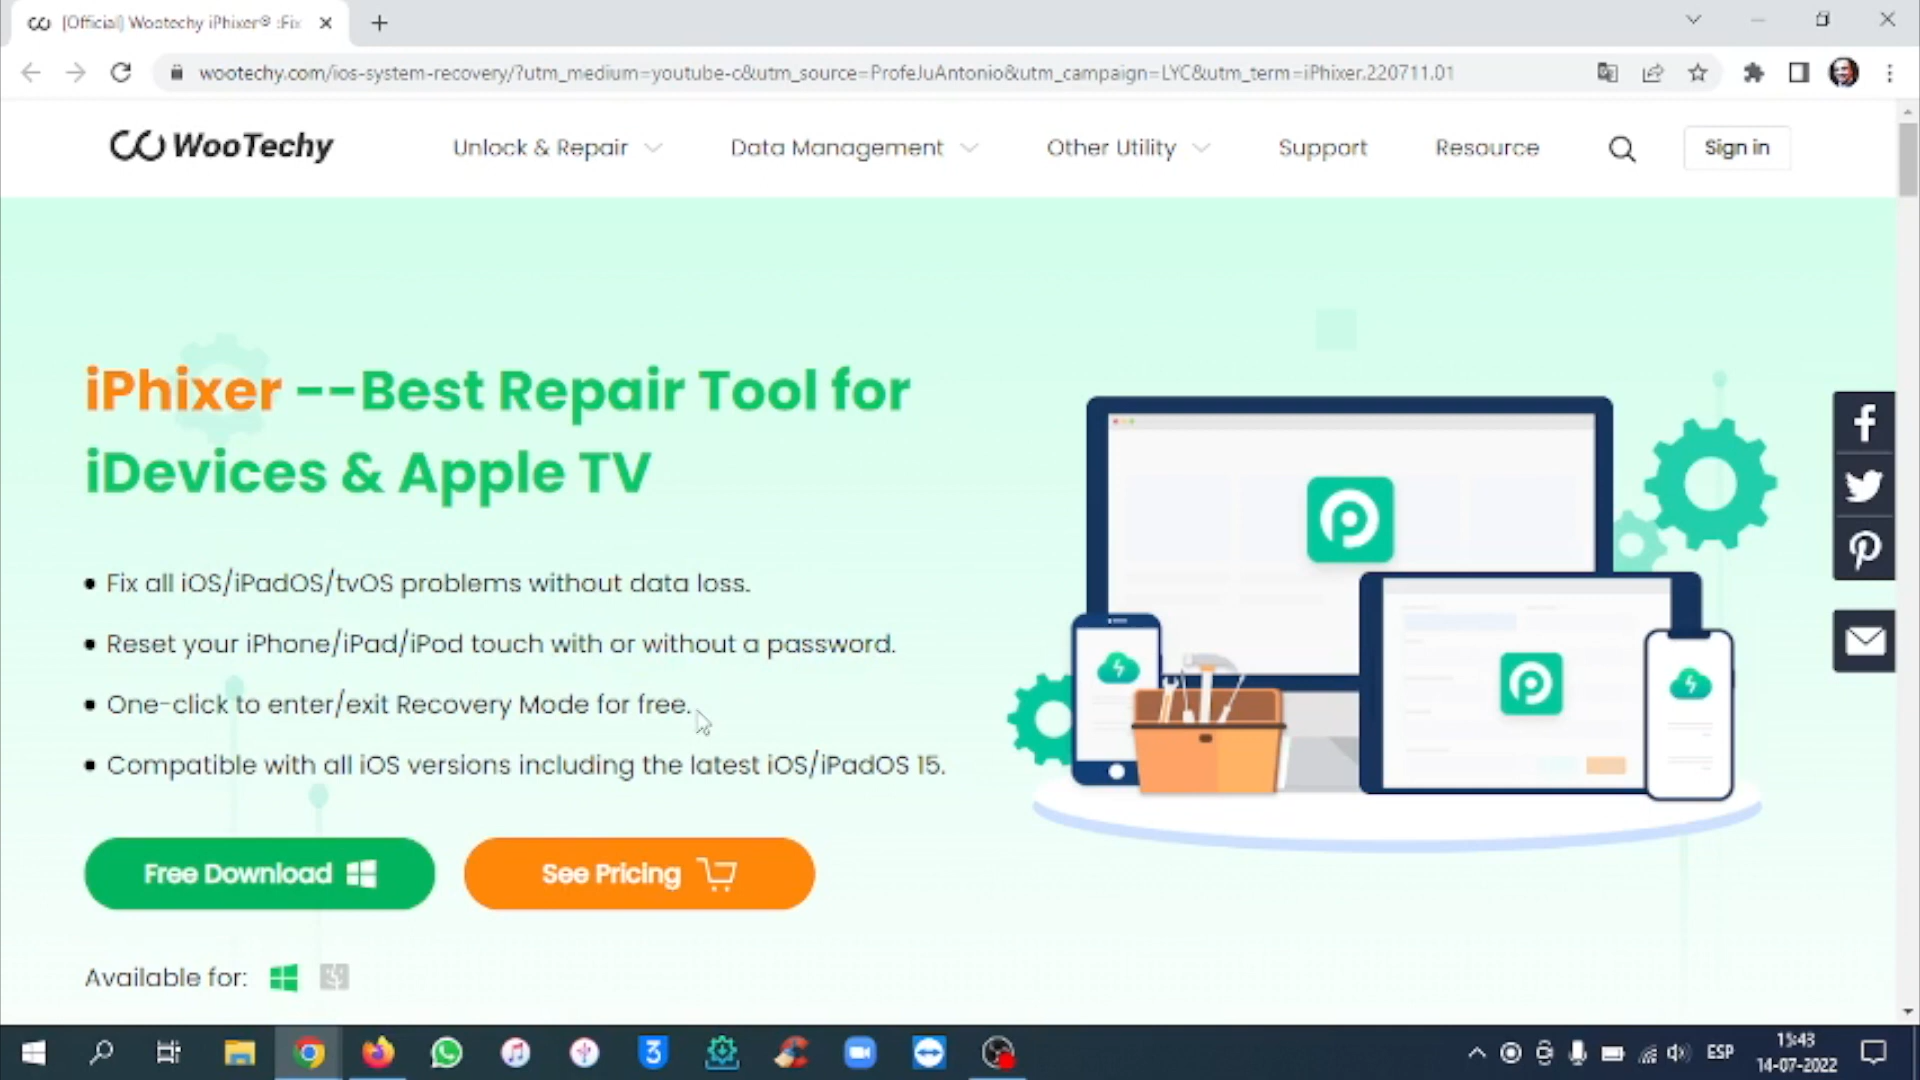 (Official) Wootechy iPhixer® :Fix
wootechy.com/ios-system-recovery/?utm_medium=youtube-c&utm_source=ProfeJuAntonio&utm_campaign=LYC&utm_term=iPhixer.220711.01
WooTechy
Unlock & Repair
Data Management
Other Utility
Support
Resource
Sign in
iPhixer --Best Repair Tool for
iDevices & Apple TV
• Fix all iOS/iPadOS/tvOS problems without data loss.
• Reset your iPhone/iPad/iPod touch with or without a password.
• One-click to enter/exit Recovery Mode for free.
• Compatible with all iOS versions including the latest iOS/iPadOS 15.
Free Download
See Pricing
Available for:
3
ESP
15:43
14-07-2022